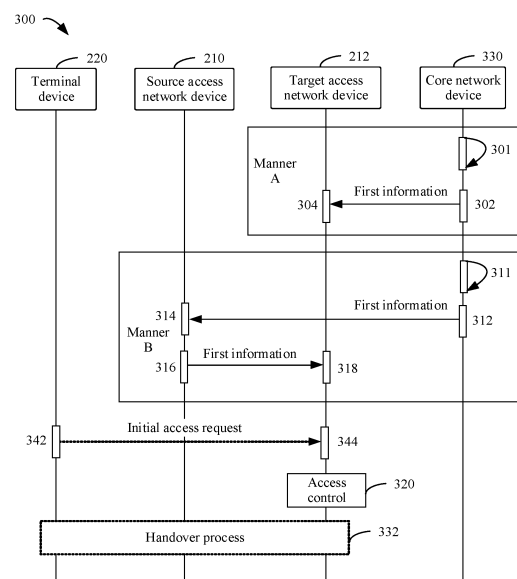 300
220
210
212
330
Terminal
device
Source access
network device
Target access
network device
Core network
device
301
Manner
A
First information
304
302
311
First information
314
312
Manner
B
First information
316
318
Initial access request
342
344
Access
control
320
332
Handover process